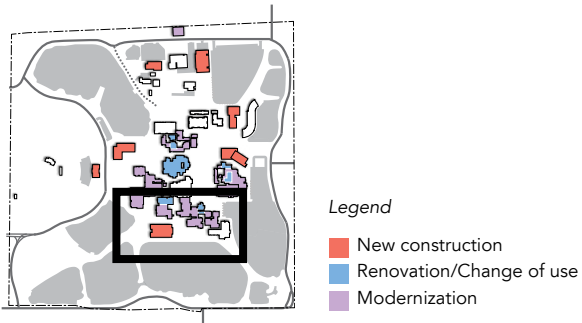 Legend
New construction
Renovation/Change of use
Modernization